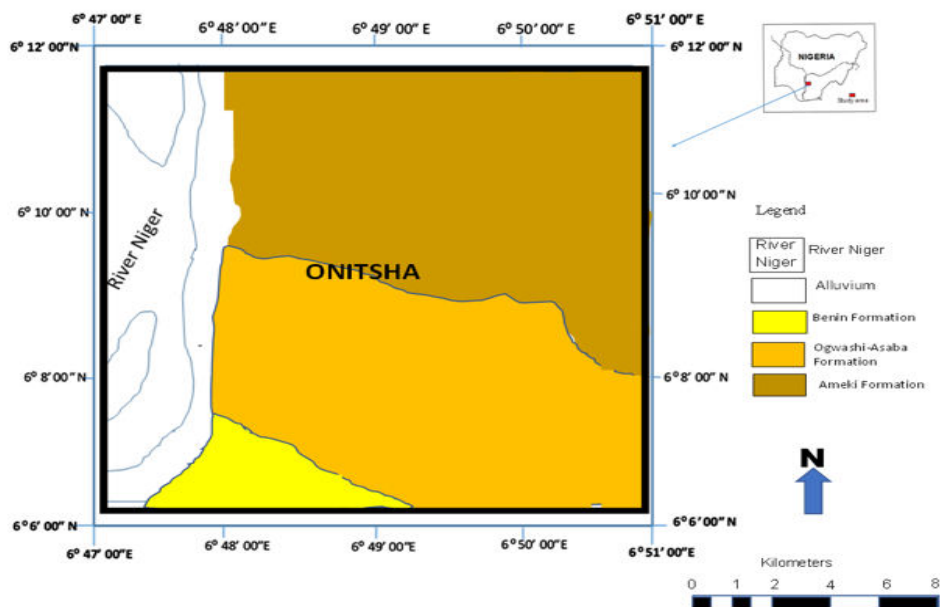 6° 47' 00"E
6° 48' 00"E
6° 49' 00"E
6° 50' 00"E
6° 51' 00"E
6° 12' 00"N
6° 12' 00"N
NIGERIA
Study area
6° 10' 00" N
6° 10' 00" N
River Niger
ONITSHA
Legend
River Niger
River Niger
Alluvium
Benin Formation
Ogwashi-Asaba
Formation
Ameki Formation
6° 8' 00" N
6° 8' 00" N
N
6° 6' 00" N
6° 6' 00" N
6° 47' 00"E
6° 48' 00"E
6° 49' 00"E
6° 50' 00"E
6° 51' 00"E
Kilometers
0 1 2 4 6 8